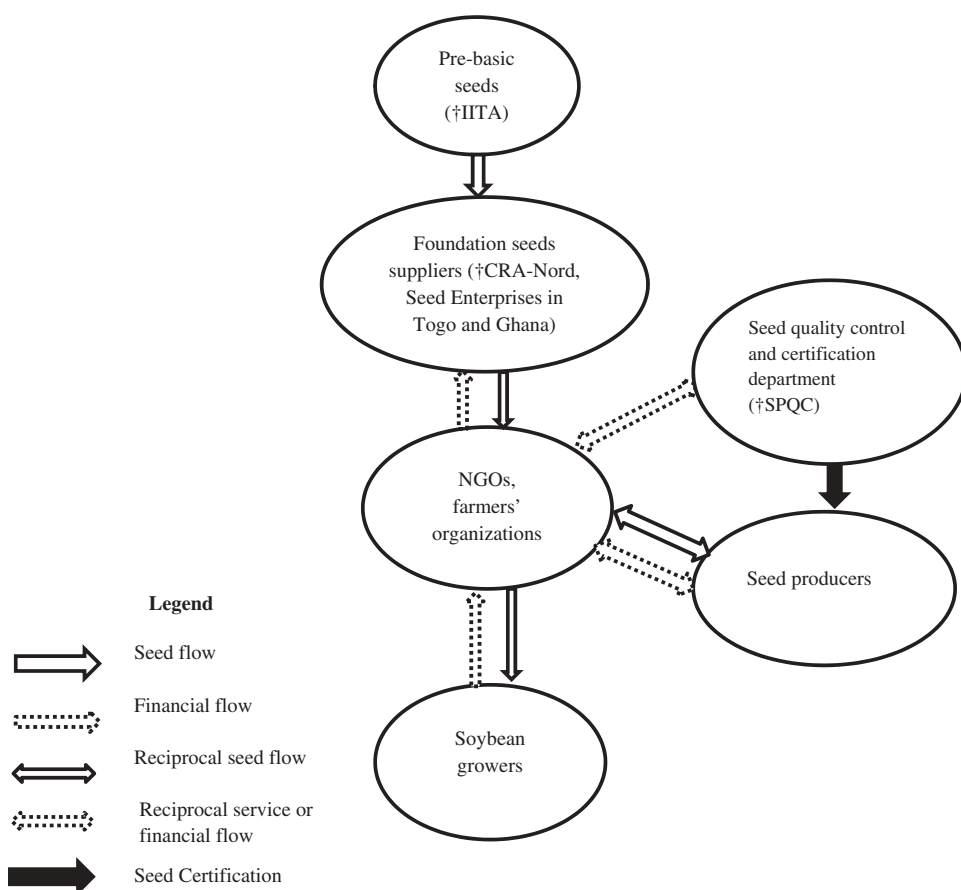 Pre-basic
seeds
(†IITA)
Foundation seeds
suppliers (†CRA-Nord,
Seed Enterprises in
Togo and Ghana)
Seed quality control
and certification
department
(†SPQC)
NGOs,
farmers’
organizations
Seed producers
Soybean
growers
Legend
Seed flow
Financial flow
Reciprocal seed flow
Reciprocal service or
financial flow
Seed Certification